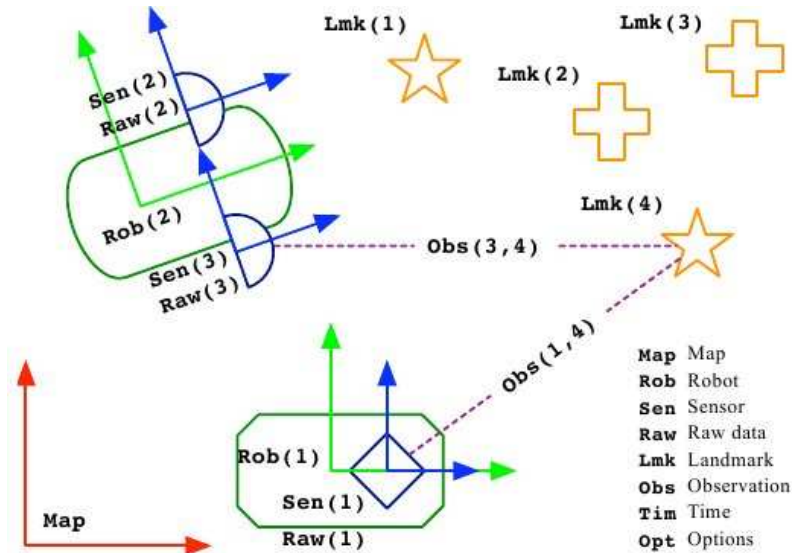 Lmk(1)
Lmk(3)
Lmk(2)
Sen(2)
Raw(2)
Rob(2)
Lmk(4)
Sen(3)
Raw(3)
Obs(3,4)
Obs(1,4)
Rob(1)
Sen(1)
Raw(1)
Map
Map Map
Rob Robot
Sen Sensor
Raw Raw data
Lmk Landmark
Obs Observation
Tim Time
Opt Options